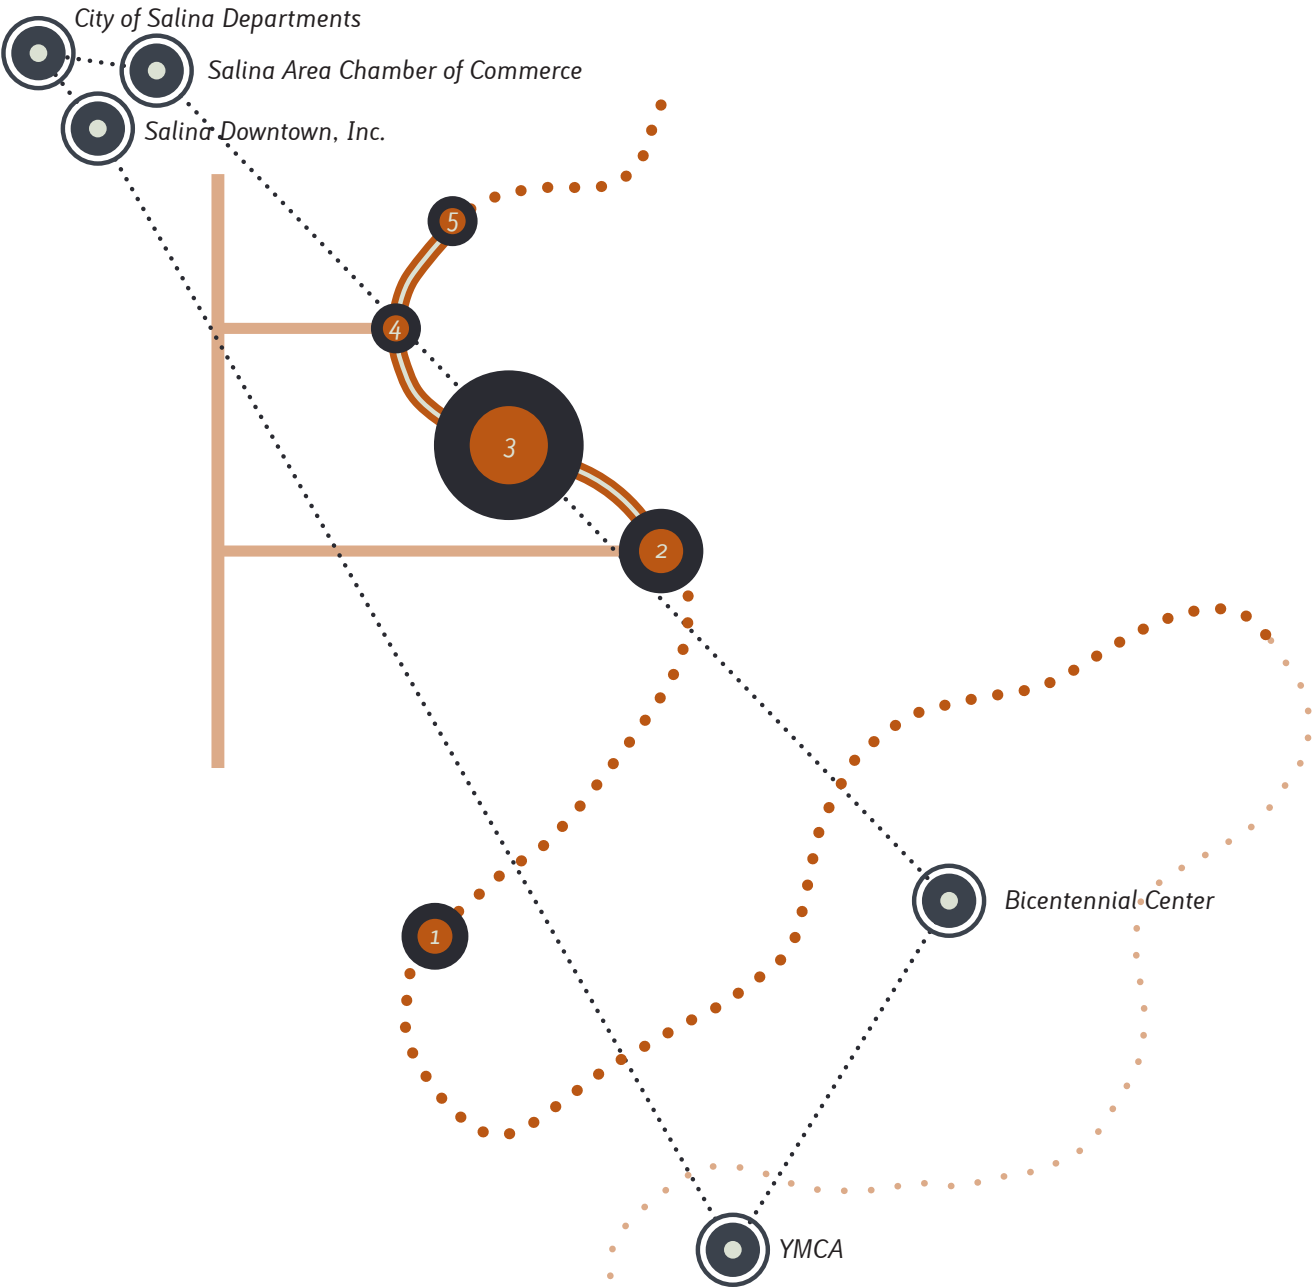 City of Salina Departments
Salina Area Chamber of Commerce
Salina Downtown, Inc.
5
4
3
2
Bicentennial Center
1
YMCA